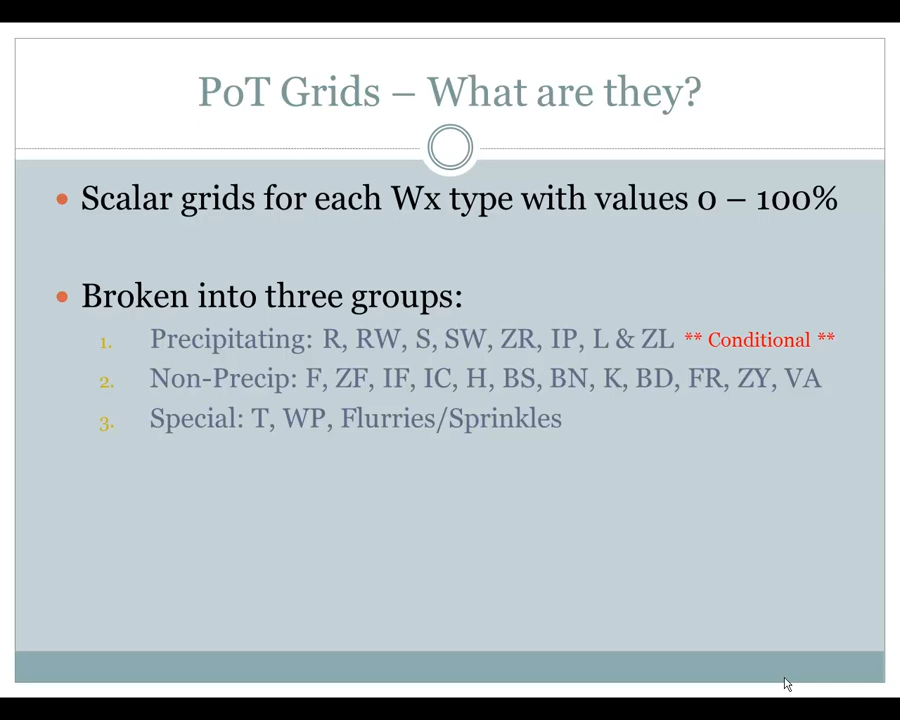 PoT Grids – What are they?
• Scalar grids for each Wx type with values 0 – 100%
• Broken into three groups:
1. Precipitating: R, RW, S, SW, ZR, IP, L & ZL ** Conditional **
2. Non-Precip: F, ZF, IF, IC, H, BS, BN, K, BD, FR, ZY, VA
3. Special: T, WP, Flurries/Sprinkles